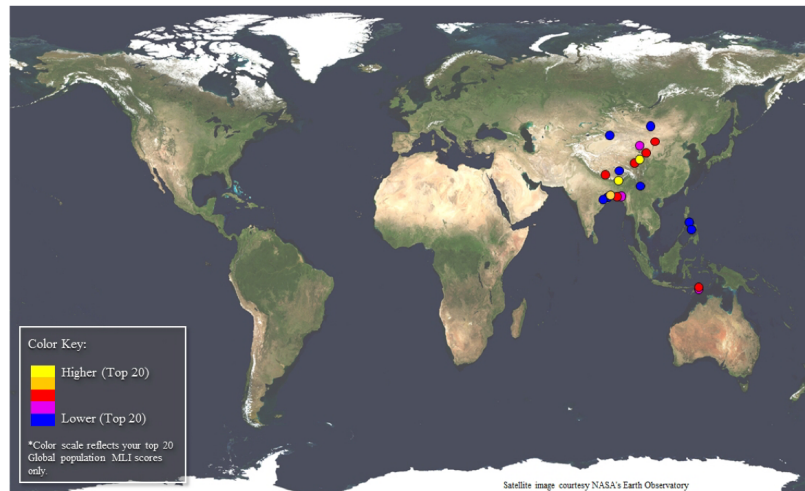 Color Key:
Higher (Top 20)
Lower (Top 20)
*Color scale reflects your top 20
Global population MLI scores
only.
Satellite image courtesy NASA's Earth Observatory